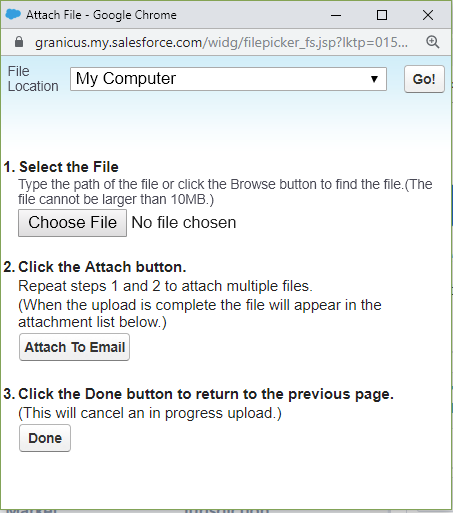 Attach File - Google Chrome
granicus.my.salesforce.com/widg/filepicker_fs.jsp?lktp=015...
File
Location
My Computer
Go!
1. Select the File
Type the path of the file or click the Browse button to find the file.(The
file cannot be larger than 10MB.)
Choose File No file chosen
2. Click the Attach button.
Repeat steps 1 and 2 to attach multiple files.
(When the upload is complete the file will appear in the
attachment list below.)
Attach To Email
3. Click the Done button to return to the previous page.
(This will cancel an in progress upload.)
Done